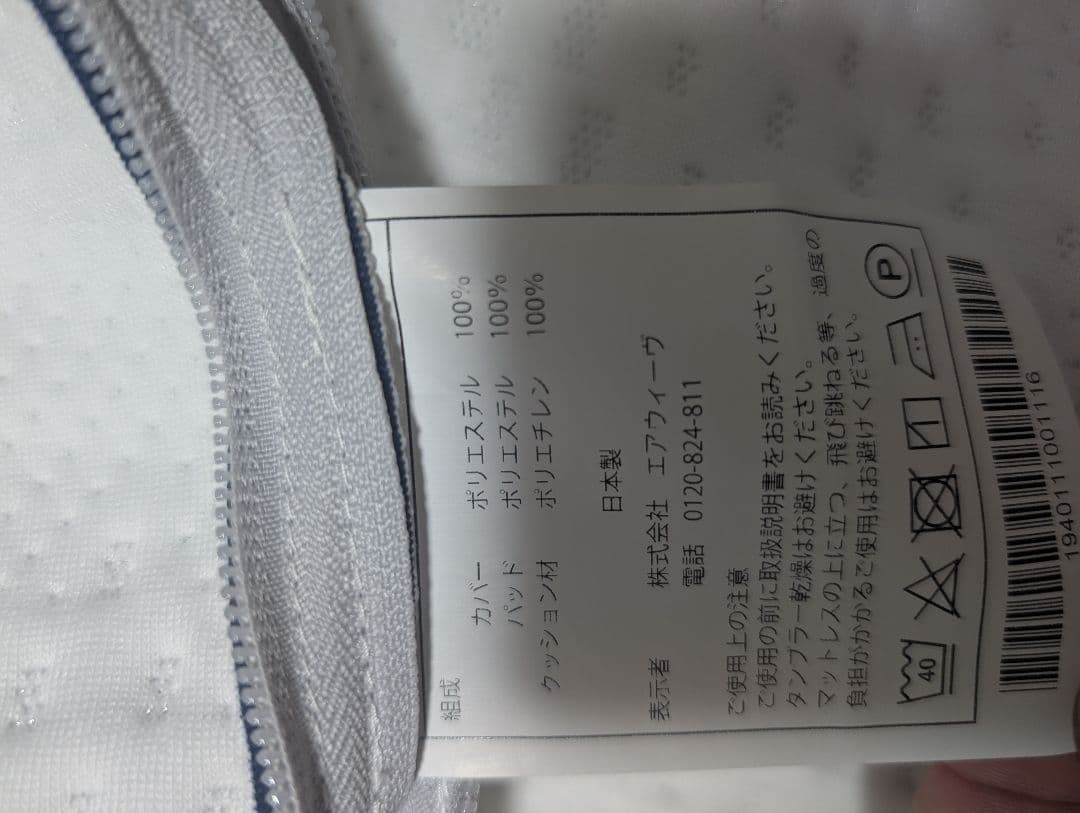 組成
カバー ポリエステル 100%
パッド ポリエステル 100%
クッション材 ポリエチレン 100%
日本製
表示者 株式会社 エアウィーヴ
電話 0120-824-811
ご使用上の注意
ご使用の前に取扱説明書をお読みください。
タンブラー乾燥はお避けください。
マットレスの上に立つ、飛び跳ねる等、過度の
負担がかかるご使用はお避けください。
40 P
1940111001116